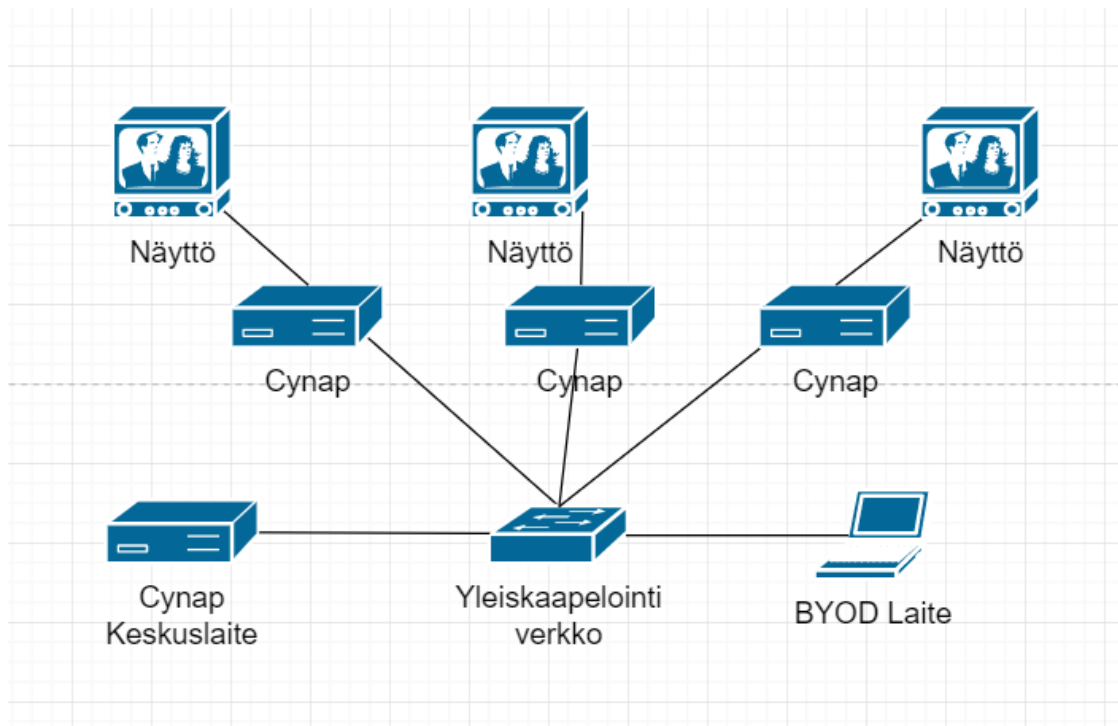 Näyttö
Näyttö
Näyttö
Cynap
Cynap
Cynap
Cynap
Keskuslaite
Yleiskaapelointi
verkko
BYOD Laite